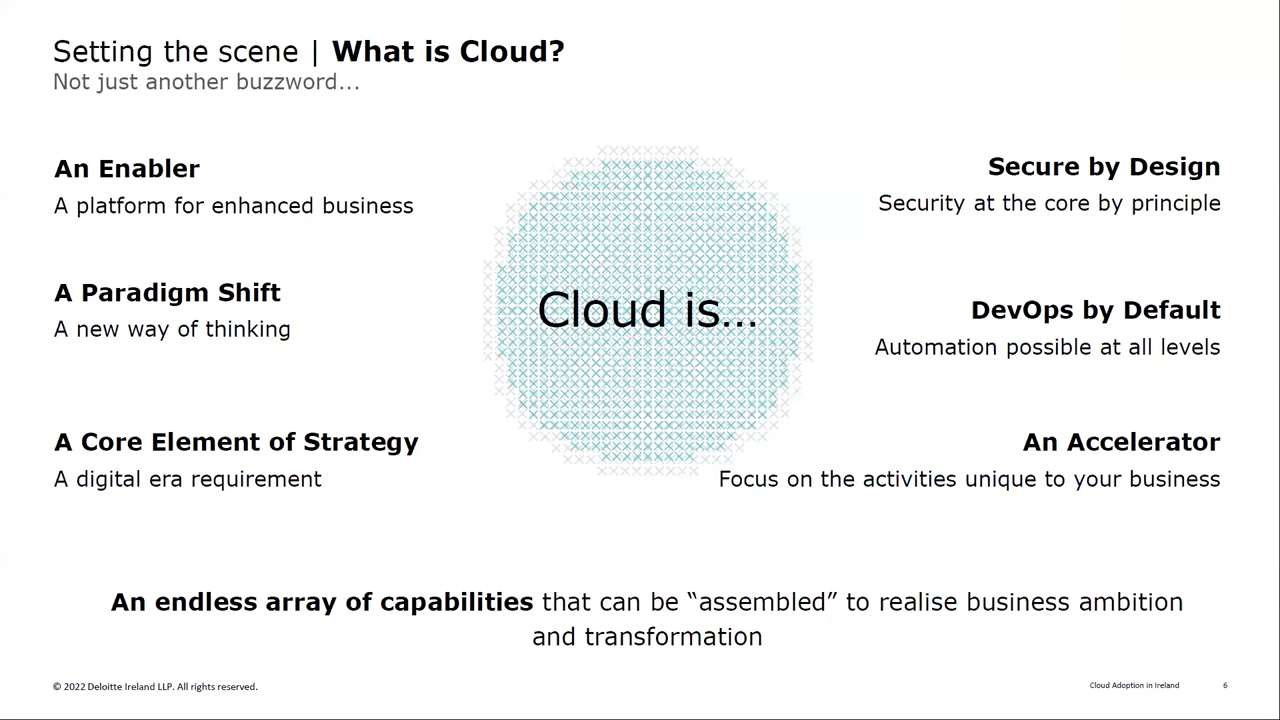 Setting the scene | What is Cloud?
Not just another buzzword...
An Enabler
A platform for enhanced business
A Paradigm Shift
A new way of thinking
A Core Element of Strategy
A digital era requirement
Cloud is...
Secure by Design
Security at the core by principle
DevOps by Default
Automation possible at all levels
An Accelerator
Focus on the activities unique to your business
An endless array of capabilities that can be “assembled” to realise business ambition
and transformation
© 2022 Deloitte Ireland LLP. All rights reserved.
Cloud Adoption in Ireland
6